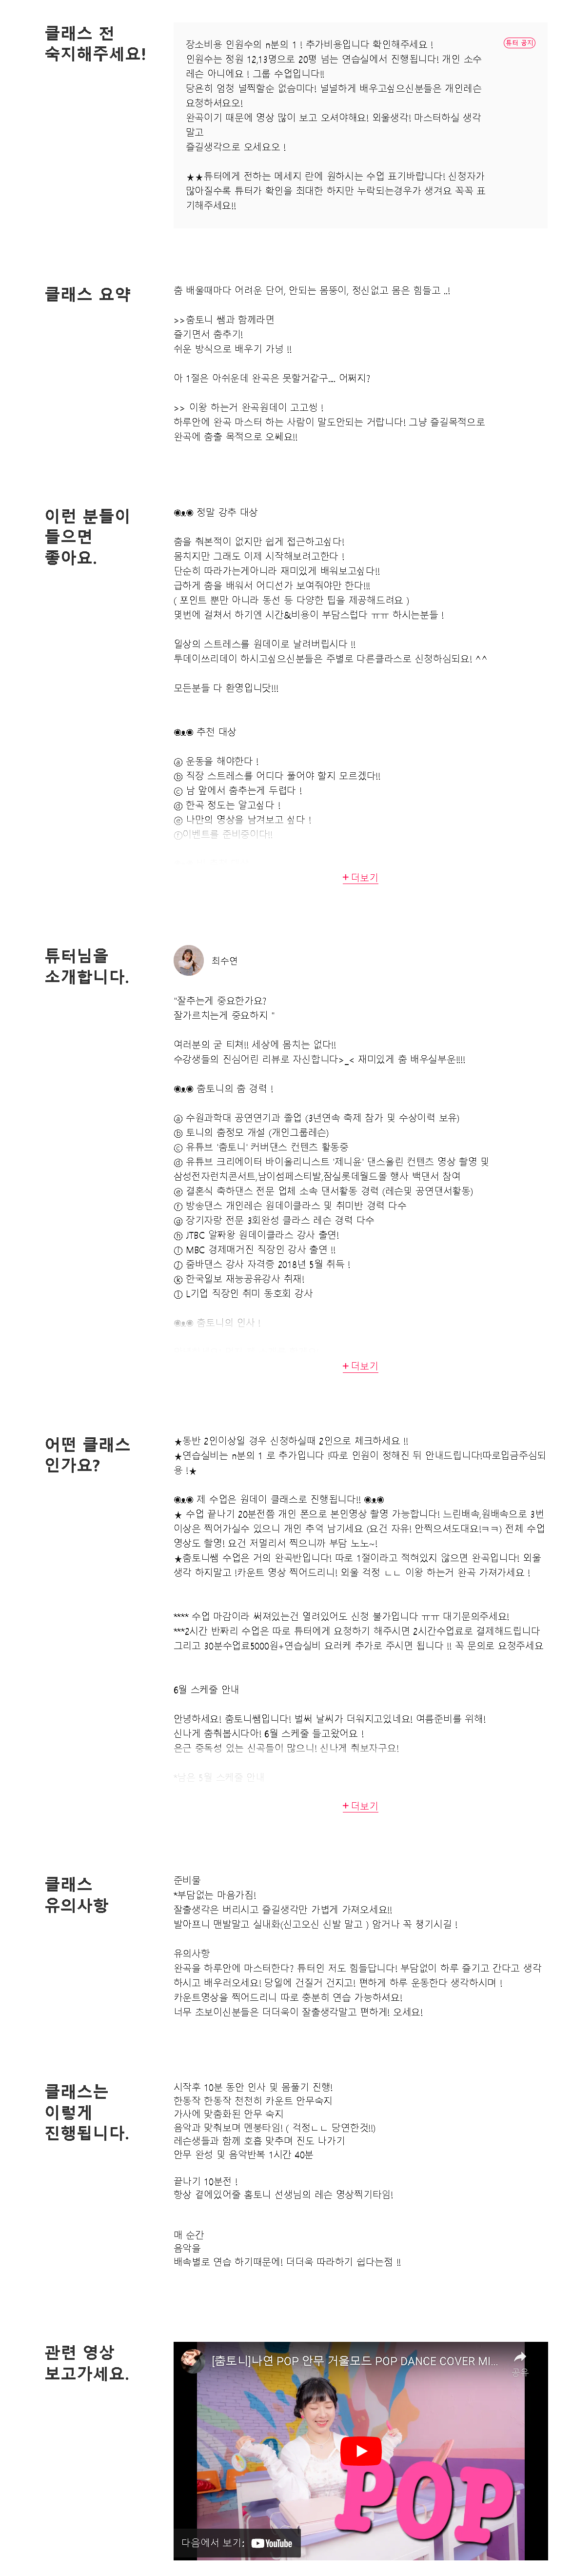 클래스 전
숙지해주세요!
튜터 공지
장소비용 인원수의 n분의 1 ! 추가비용입니다 확인해주세요 !
인원수는 정원 12,13명으로 20명 넘는 연습실에서 진행됩니다! 개인 소수
레슨 아니에요 ! 그룹 수업입니다!!
당욘히 엄청 널찍할순 없슴미다! 널널하게 배우고싶으신분들은 개인레슨
요청하셔요오!
완곡이기 때문에 영상 많이 보고 오셔야해요! 외울생각! 마스터하실 생각
말고
즐길생각으로 오세요오 !
★★튜터에게 전하는 메세지 란에 원하시는 수업 표기바랍니다! 신청자가
많아질수록 튜터가 확인을 최대한 하지만 누락되는경우가 생겨요 꼭꼭 표
기해주세요!!
클래스 요약
춤 배울때마다 어려운 단어, 안되는 몸뚱이, 정신없고 몸은 힘들고 ..!
>>춤토니 쌤과 함께라면
즐기면서 춤추기!
쉬운 방식으로 배우기 가넝 !!
아 1절은 아쉬운데 완곡은 못할거같구.... 어쩌지?
>> 이왕 하는거 완곡원데이 고고씽 !
하루안에 완곡 마스터 하는 사람이 말도안되는 거랍니다! 그냥 즐길목적으로
완곡에 춤출 목적으로 오쎄요!!
이런 분들이
들으면
좋아요.
◉ᴥ◉ 정말 강추 대상
춤을 춰본적이 없지만 쉽게 접근하고싶다!
몸치지만 그래도 이제 시작해보려고한다 !
단순히 따라가는게아니라 재미있게 배워보고싶다!!
급하게 춤을 배워서 어디선가 보여줘야만 한다!!!
( 포인트 뿐만 아니라 동선 등 다양한 팁을 제공해드려요 )
몇번에 걸쳐서 하기엔 시간&비용이 부담스럽다 ㅠㅠ 하시는분들 !
일상의 스트레스를 원데이로 날려버립시다 !!
투데이쓰리데이 하시고싶으신분들은 주별로 다른클라스로 신청하심되요! ^^
모든분들 다 환영입니닷!!!
◉ᴥ◉ 추천 대상
ⓐ 운동을 해야한다 !
ⓑ 직장 스트레스를 어디다 풀어야 할지 모르겠다!!
ⓒ 남 앞에서 춤추는게 두렵다 !
ⓓ 한곡 정도는 알고싶다 !
ⓔ 나만의 영상을 남겨보고 싶다 !
ⓕ이벤트를 준비중이다!!
+ 더보기
튜터님을
소개합니다.
최수연
"잘추는게 중요한가요?
잘가르치는게 중요하지 "
여러분의 굳 티쳐!! 세상에 몸치는 없다!!
수강생들의 진심어린 리뷰로 자신합니다>_< 재미있게 춤 배우실부운!!!!
◉ᴥ◉ 춤토니의 춤 경력 !
ⓐ 수원과학대 공연연기과 졸업 (3년연속 축제 참가 및 수상이력 보유)
ⓑ 토니의 춤정모 개설 (개인그룹레슨)
ⓒ 유튜브 '춤토니' 커버댄스 컨텐츠 활동중
ⓓ 유튜브 크리에이터 바이올리니스트 '제니윤' 댄스올린 컨텐츠 영상 촬영 및
삼성전자런치콘서트,남이섬페스티발,잠실롯데월드몰 행사 백댄서 참여
ⓔ 결혼식 축하댄스 전문 업체 소속 댄서활동 경력 (레슨및 공연댄서활동)
ⓕ 방송댄스 개인레슨 원데이클라스 및 취미반 경력 다수
ⓖ 장기자랑 전문 3회완성 클라스 레슨 경력 다수
ⓗ JTBC 알짜왕 원데이클라스 강사 출연!
ⓘ MBC 경제매거진 직장인 강사 출연 !!
ⓙ 줌바댄스 강사 자격증 2018년 5월 취득 !
ⓚ 한국일보 재능공유강사 취재!
ⓛ L기업 직장인 취미 동호회 강사
◉ᴥ◉ 춤토니의 인사 !
+ 더보기
어떤 클래스
인가요?
★동반 2인이상일 경우 신청하실때 2인으로 체크하세요 !!
★연습실비는 n분의 1 로 추가입니다 !따로 인원이 정해진 뒤 안내드립니다!따로입금주심되
용 !★
◉ᴥ◉ 제 수업은 원데이 클래스로 진행됩니다!! ◉ᴥ◉
★ 수업 끝나기 20분전쯤 개인 폰으로 본인영상 촬영 가능합니다! 느린배속,원배속으로 3번
이상은 찍어가실수 있으니 개인 추억 남기세요 (요건 자유! 안찍으셔도대요!ㅋㅋ) 전체 수업
영상도 촬영! 요건 저멀리서 찍으니까 부담 노노~!
★춤토니쌤 수업은 거의 완곡반입니다! 따로 1절이라고 적혀있지 않으면 완곡입니다! 외울
생각 하지말고 !카운트 영상 찍어드리니! 외울 걱정 ㄴㄴ 이왕 하는거 완곡 가져가세요 !
**** 수업 마감이라 써져있는건 열려있어도 신청 불가입니다 ㅠㅠ 대기문의주세요!
***2시간 반짜리 수업은 따로 튜터에게 요청하기 해주시면 2시간수업료로 결제해드립니다
그리고 30분수업료5000원+연습실비 요러케 추가로 주시면 됩니다 !! 꼭 문의로 요청주세요
6월 스케줄 안내
안녕하세요! 춤토니쌤입니다! 벌써 날씨가 더워지고있네요! 여름준비를 위해!
신나게 춤춰봅시다아! 6월 스케줄 들고왔어요 !
은근 중독성 있는 신곡들이 많으니! 신나게 춰보자구요!
*남은 5월 스케줄 안내
+ 더보기
클래스
유의사항
준비물
*부담없는 마음가짐!
잘출생각은 버리시고 즐길생각만 가볍게 가져오세요!!
발아프니 맨발말고 실내화(신고오신 신발 말고 ) 암거나 꼭 챙기시길 !
유의사항
완곡을 하루안에 마스터한다? 튜터인 저도 힘들답니다! 부담없이 하루 즐기고 간다고 생각
하시고 배우러오세요! 당일에 건질거 건지고! 편하게 하루 운동한다 생각하시며 !
카운트영상을 찍어드리니 따로 충분히 연습 가능하셔요!
너무 초보이신분들은 더더욱이 잘출생각말고 편하게! 오세요!
클래스는
이렇게
진행됩니다.
시작후 10분 동안 인사 및 몸풀기 진행!
한동작 한동작 천천히 카운트 안무숙지
가사에 맞춤화된 안무 숙지
음악과 맞춰보며 멘붕타임! ( 걱정ㄴㄴ 당연한것!!)
레슨생들과 함께 호흡 맞추며 진도 나가기
안무 완성 및 음악반복 1시간 40분
끝나기 10분전 !
항상 곁에있어줄 홈토니 선생님의 레슨 영상찍기타임!
매 순간
음악을
배속별로 연습 하기때문에! 더더욱 따라하기 쉽다는점 !!
관련 영상
보고가세요.
[춤토니]나연 POP 안무 거울모드 POP DANCE COVER MI...
공유
POP
다음에서 보기: YouTube